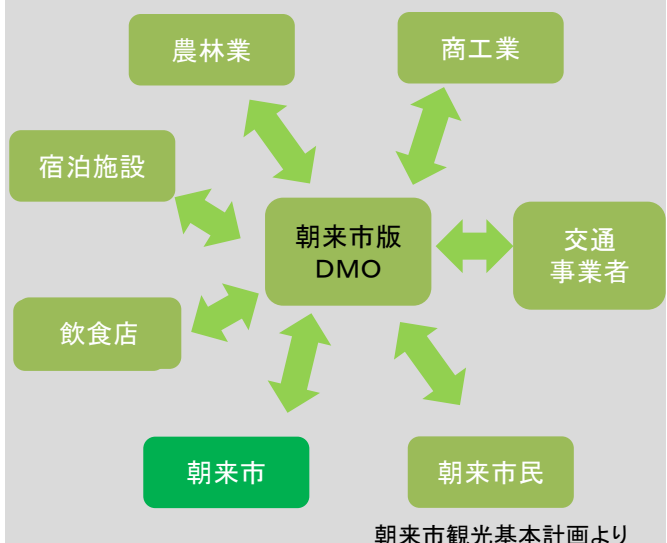 農林業
商工業
宿泊施設
朝来市版
DMO
交通
事業者
飲食店
朝来市
朝来市民
朝来市観光基本計画より